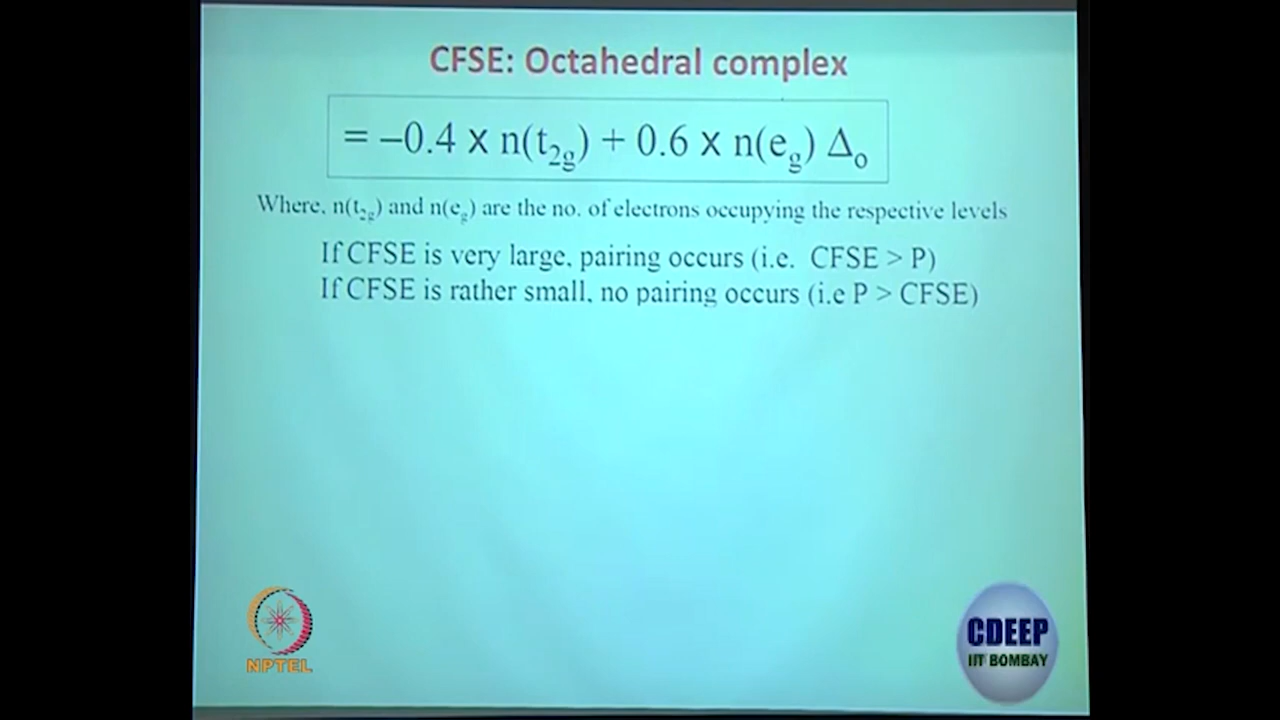 CFSE: Octahedral complex
= –0.4 x n(t₂g) + 0.6 x n(eg) Δₒ
Where, n(t₂g) and n(eg) are the no. of electrons occupying the respective levels
If CFSE is very large, pairing occurs (i.e. CFSE > P)
If CFSE is rather small, no pairing occurs (i.e P > CFSE)
NPTEL
CDEEP
IIT BOMBAY